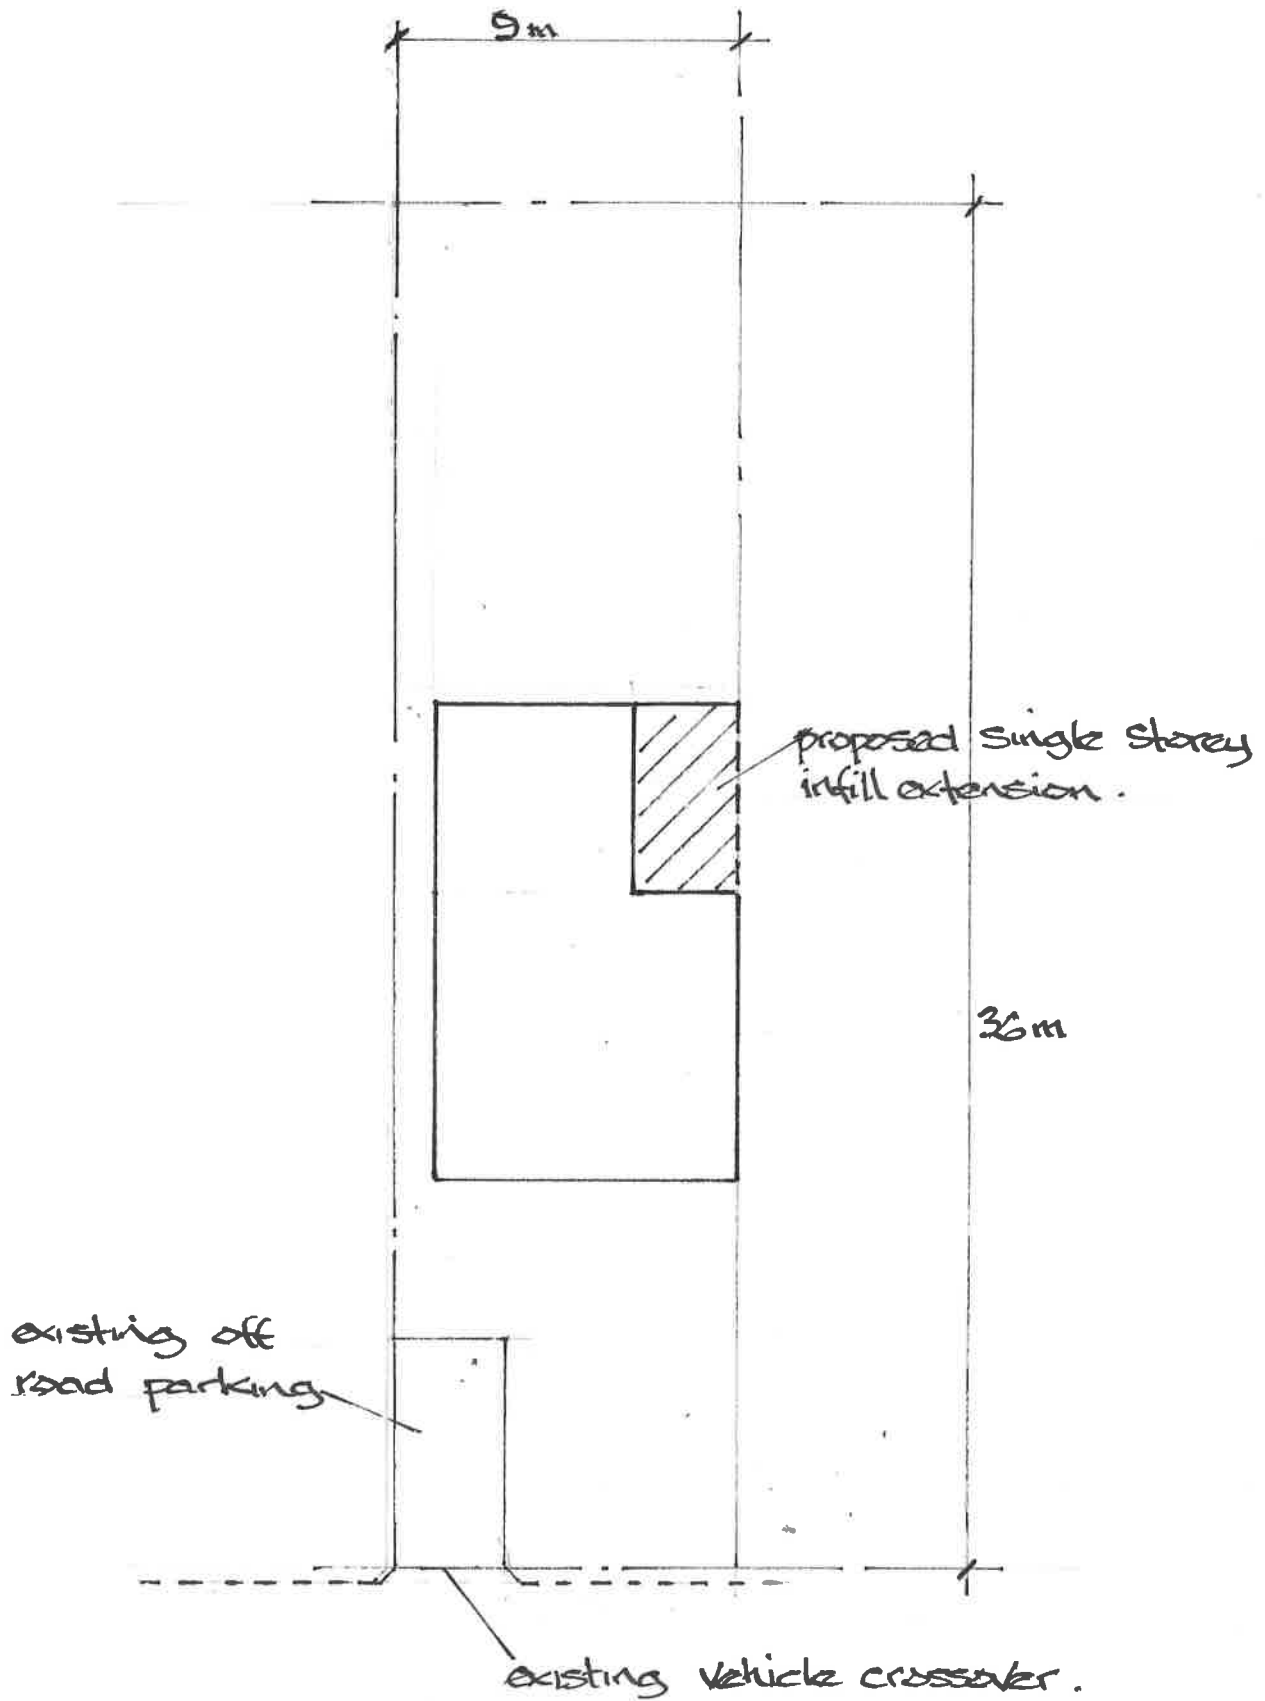 9m
proposed single storey
infill extension.
36m
existing off
road parking
existing vehicle crossover.